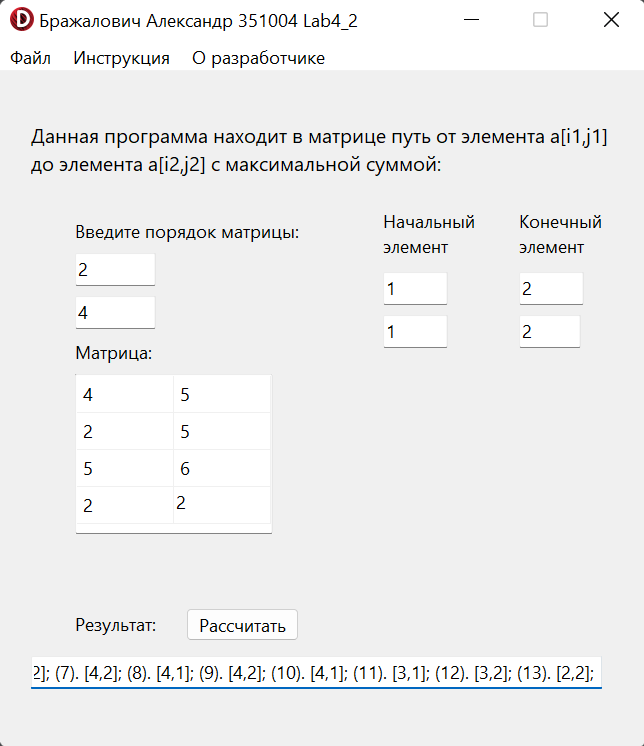 Бражалович Александр 351004 Lab4_2
Файл Инструкция О разработчике
Данная программа находит в матрице путь от элемента a[i1,j1]
до элемента a[i2,j2] с максимальной суммой:
Введите порядок матрицы:
2
4
Начальный
элемент
1
1
Конечный
элемент
2
2
Матрица:
4 5
2 5
5 6
2 2
Результат: Рассчитать
2]; (7). [4,2]; (8). [4,1]; (9). [4,2]; (10). [4,1]; (11). [3,1]; (12). [3,2]; (13). [2,2];